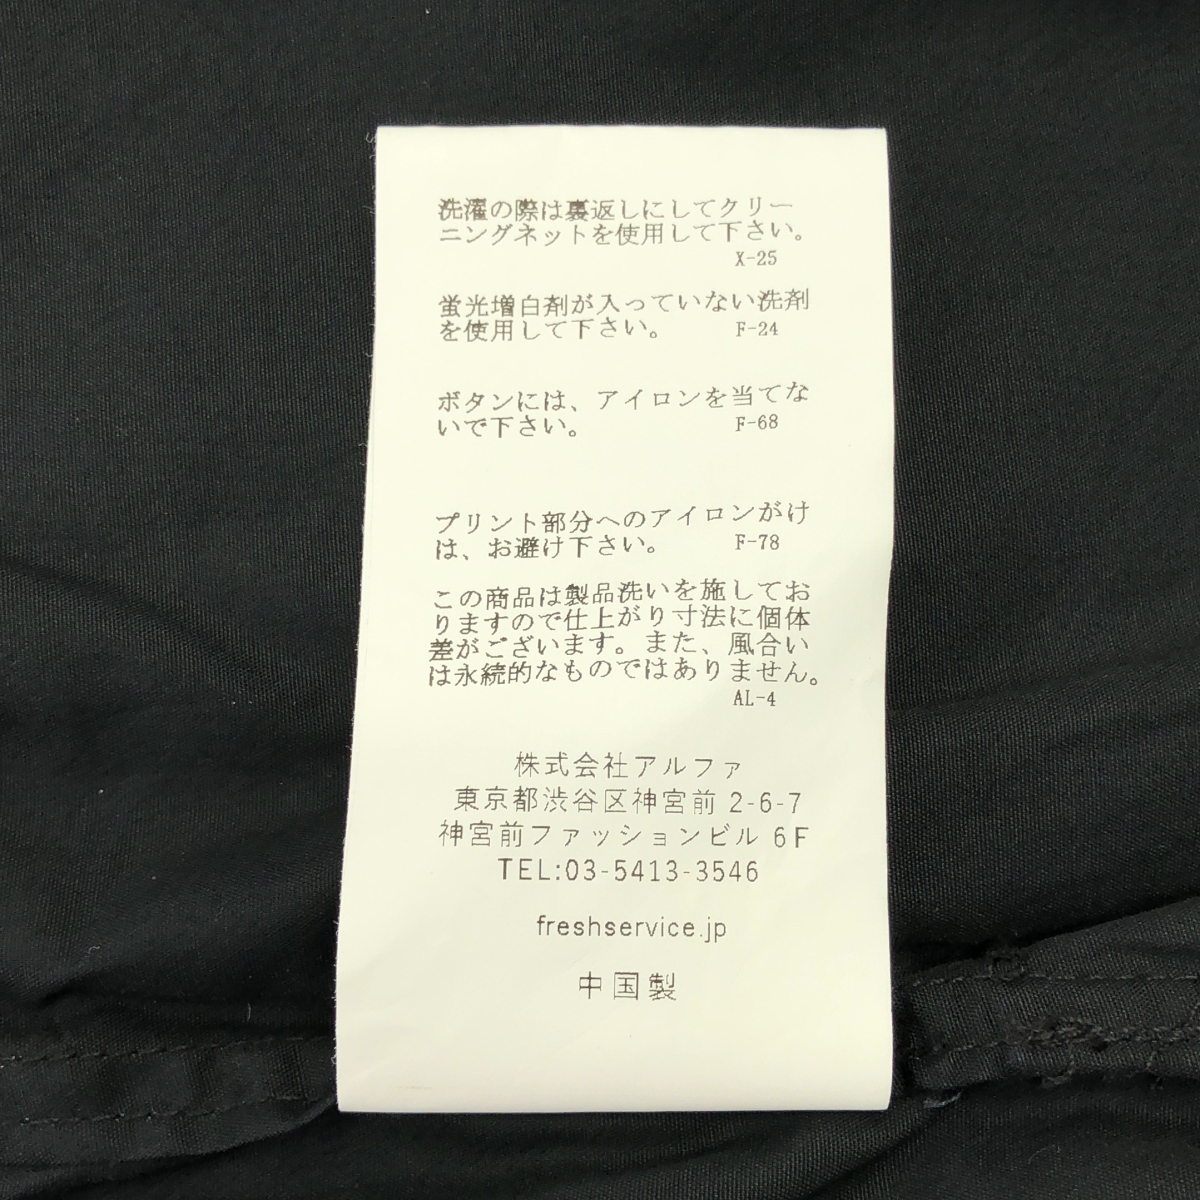 洗濯の際は裏返しにしてクリー
ニングネットを使用して下さい。
X-25
蛍光増白剤が入っていない洗剤
を使用して下さい。 F-24
ボタンには、アイロンを当てな
いで下さい。 F-68
プリント部分へのアイロンがけ
は、お避け下さい。 F-78
この商品は製品洗いを施してお
りますので仕上がり寸法に個体
差がございます。また、風合い
は永続的なものではありません。
AL-4
株式会社アルファ
東京都渋谷区神宮前 2-6-7
神宮前ファッションビル 6F
TEL:03-5413-3546
freshservice.jp
中国製